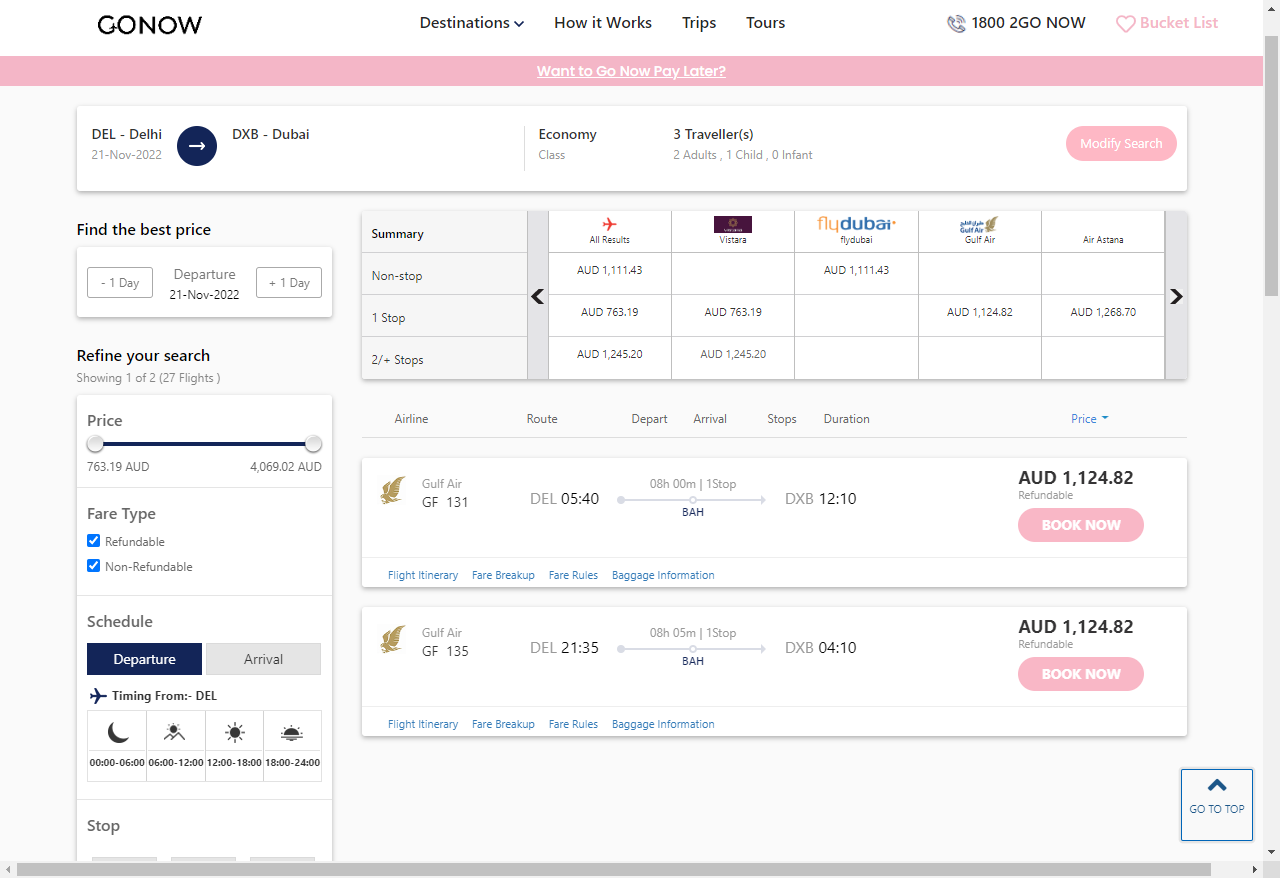 GONOW
Destinations How it Works Trips Tours 1800 2GO NOW Bucket List
Want to Go Now Pay Later?
DEL - Delhi DXB - Dubai Economy 3 Traveller(s) Modify Search
21-Nov-2022 Class 2 Adults , 1 Child , 0 Infant
Find the best price
- 1 Day Departure + 1 Day
21-Nov-2022
Refine your search
Showing 1 of 2 (27 Flights )
Price
763.19 AUD 4,069.02 AUD
Fare Type
Refundable
Non-Refundable
Schedule
Departure Arrival
Timing From:- DEL
00:00-06:00 06:00-12:00 12:00-18:00 18:00-24:00
Stop
Summary All Results Vistara flydubai flydubai Gulf Air Gulf Air Air Astana
Non-stop AUD 1,111.43 AUD 1,111.43
1 Stop AUD 763.19 AUD 763.19 AUD 1,124.82 AUD 1,268.70
2/+ Stops AUD 1,245.20 AUD 1,245.20
Airline Route Depart Arrival Stops Duration Price
Gulf Air 08h 00m | 1Stop AUD 1,124.82
GF 131 DEL 05:40 DXB 12:10 Refundable
BAH BOOK NOW
Flight Itinerary Fare Breakup Fare Rules Baggage Information
Gulf Air 08h 05m | 1Stop AUD 1,124.82
GF 135 DEL 21:35 DXB 04:10 Refundable
BAH BOOK NOW
Flight Itinerary Fare Breakup Fare Rules Baggage Information
GO TO TOP